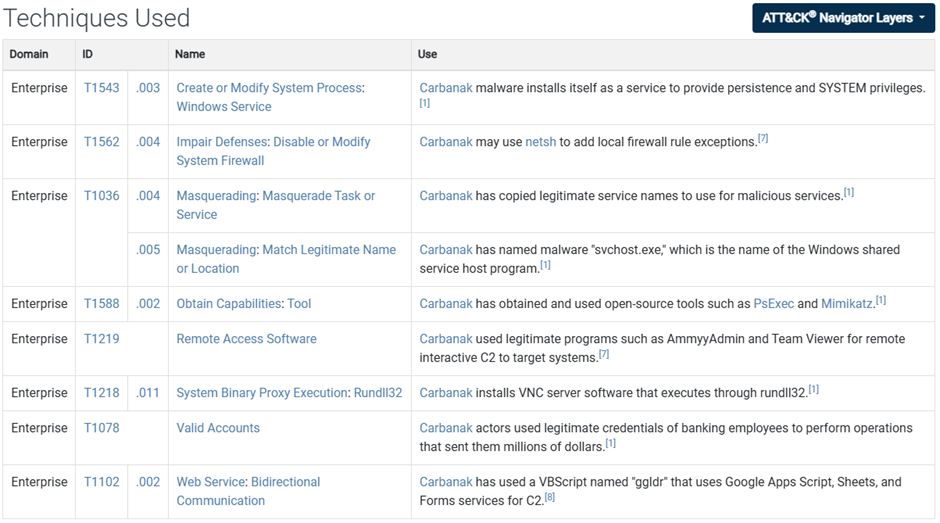 Techniques Used
ATT&CK® Navigator Layers
Domain ID Name Use
Enterprise T1543 .003 Create or Modify System Process: Carbanak malware installs itself as a service to provide persistence and SYSTEM privileges.
Windows Service [1]
Enterprise T1562 .004 Impair Defenses: Disable or Modify Carbanak may use netsh to add local firewall rule exceptions.[7]
System Firewall
Enterprise T1036 .004 Masquerading: Masquerade Task or Carbanak has copied legitimate service names to use for malicious services.[1]
Service
.005 Masquerading: Match Legitimate Name Carbanak has named malware "svchost.exe," which is the name of the Windows shared
or Location service host program.[1]
Enterprise T1588 .002 Obtain Capabilities: Tool Carbanak has obtained and used open-source tools such as PsExec and Mimikatz.[1]
Enterprise T1219 Remote Access Software Carbanak used legitimate programs such as AmmyyAdmin and Team Viewer for remote
interactive C2 to target systems.[7]
Enterprise T1218 .011 System Binary Proxy Execution: Rundll32 Carbanak installs VNC server software that executes through rundll32.[1]
Enterprise T1078 Valid Accounts Carbanak actors used legitimate credentials of banking employees to perform operations
that sent them millions of dollars.[1]
Enterprise T1102 .002 Web Service: Bidirectional Carbanak has used a VBScript named "ggldr" that uses Google Apps Script, Sheets, and
Communication Forms services for C2.[8]